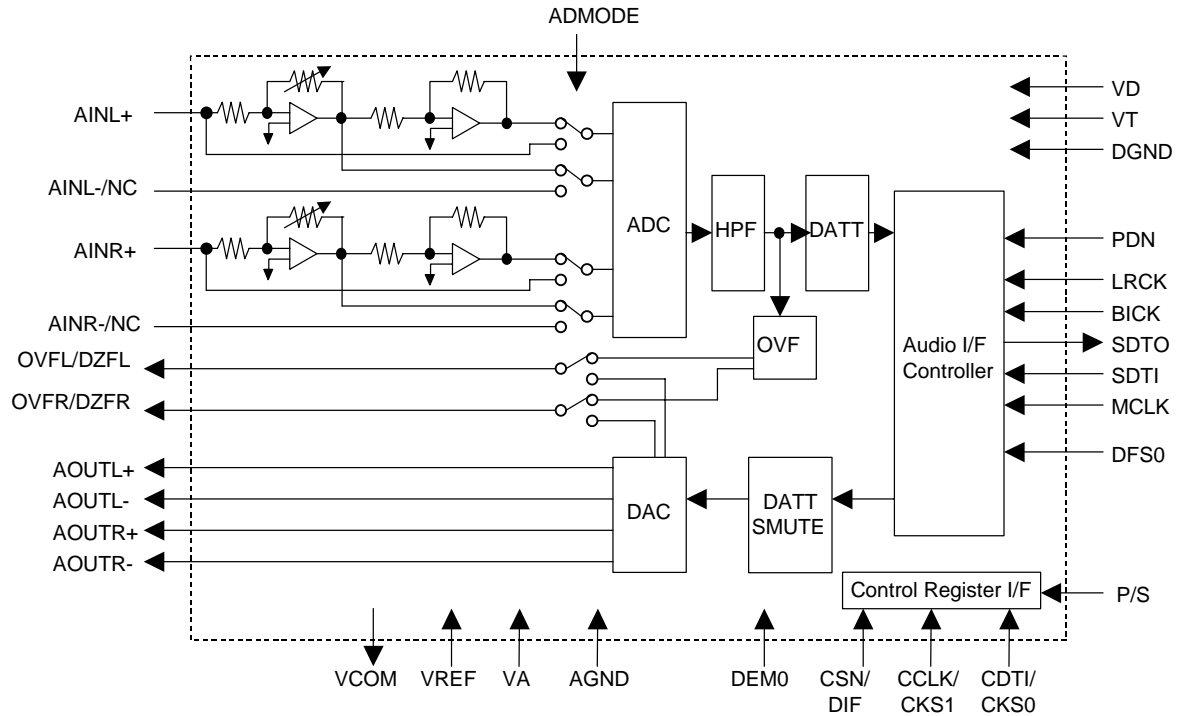 ADMODE
AINL+
AINL-/NC
AINR+
AINR-/NC
OVFL/DZFL
OVFR/DZFR
AOUTL+
AOUTL-
AOUTR+
AOUTR-
ADC
HPF
DATT
OVF
Audio I/F
Controller
DAC
DATT
SMUTE
Control Register I/F
VD
VT
DGND
PDN
LRCK
BICK
SDTO
SDTI
MCLK
DFS0
P/S
VCOM
VREF
VA
AGND
DEM0
CSN/
DIF
CCLK/
CKS1
CDTI/
CKS0